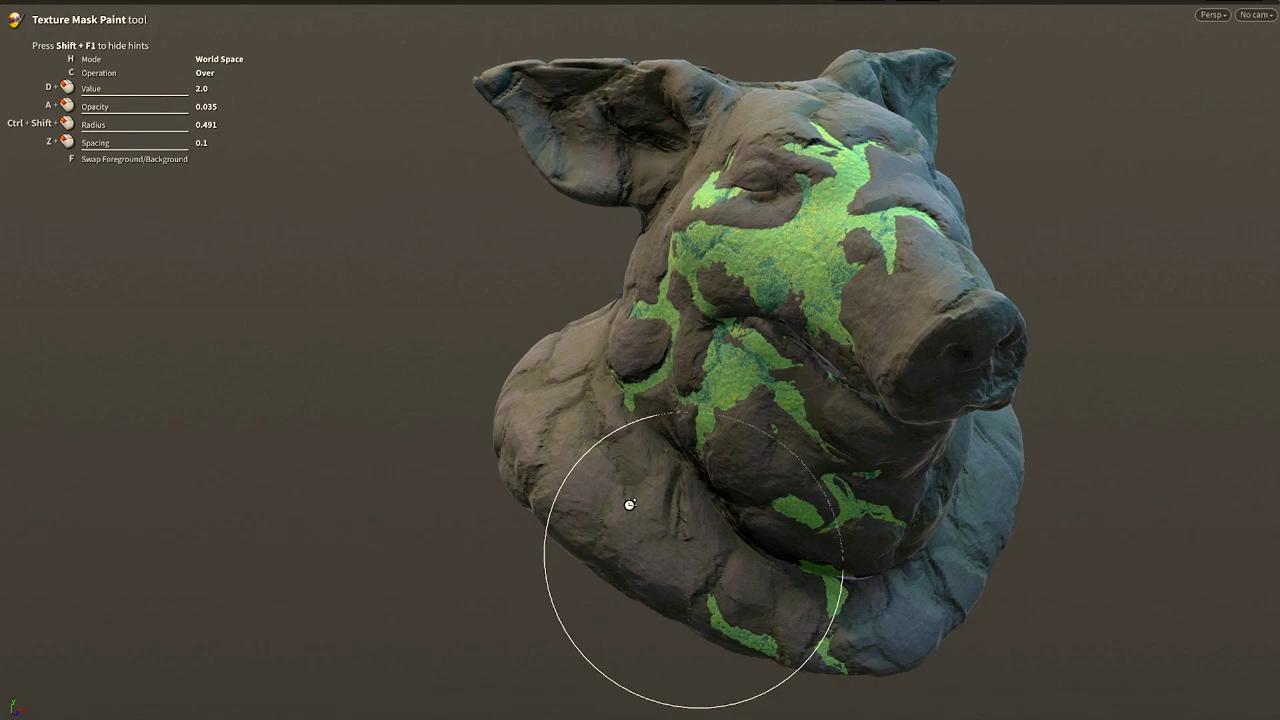 Texture Mask Paint tool
Persp
No cam
Press Shift + F1 to hide hints
H Mode World Space
C Operation Over
D + Value 2.0
A + Opacity 0.035
Ctrl + Shift + Radius 0.491
Z + Spacing 0.1
F Swap Foreground/Background
y